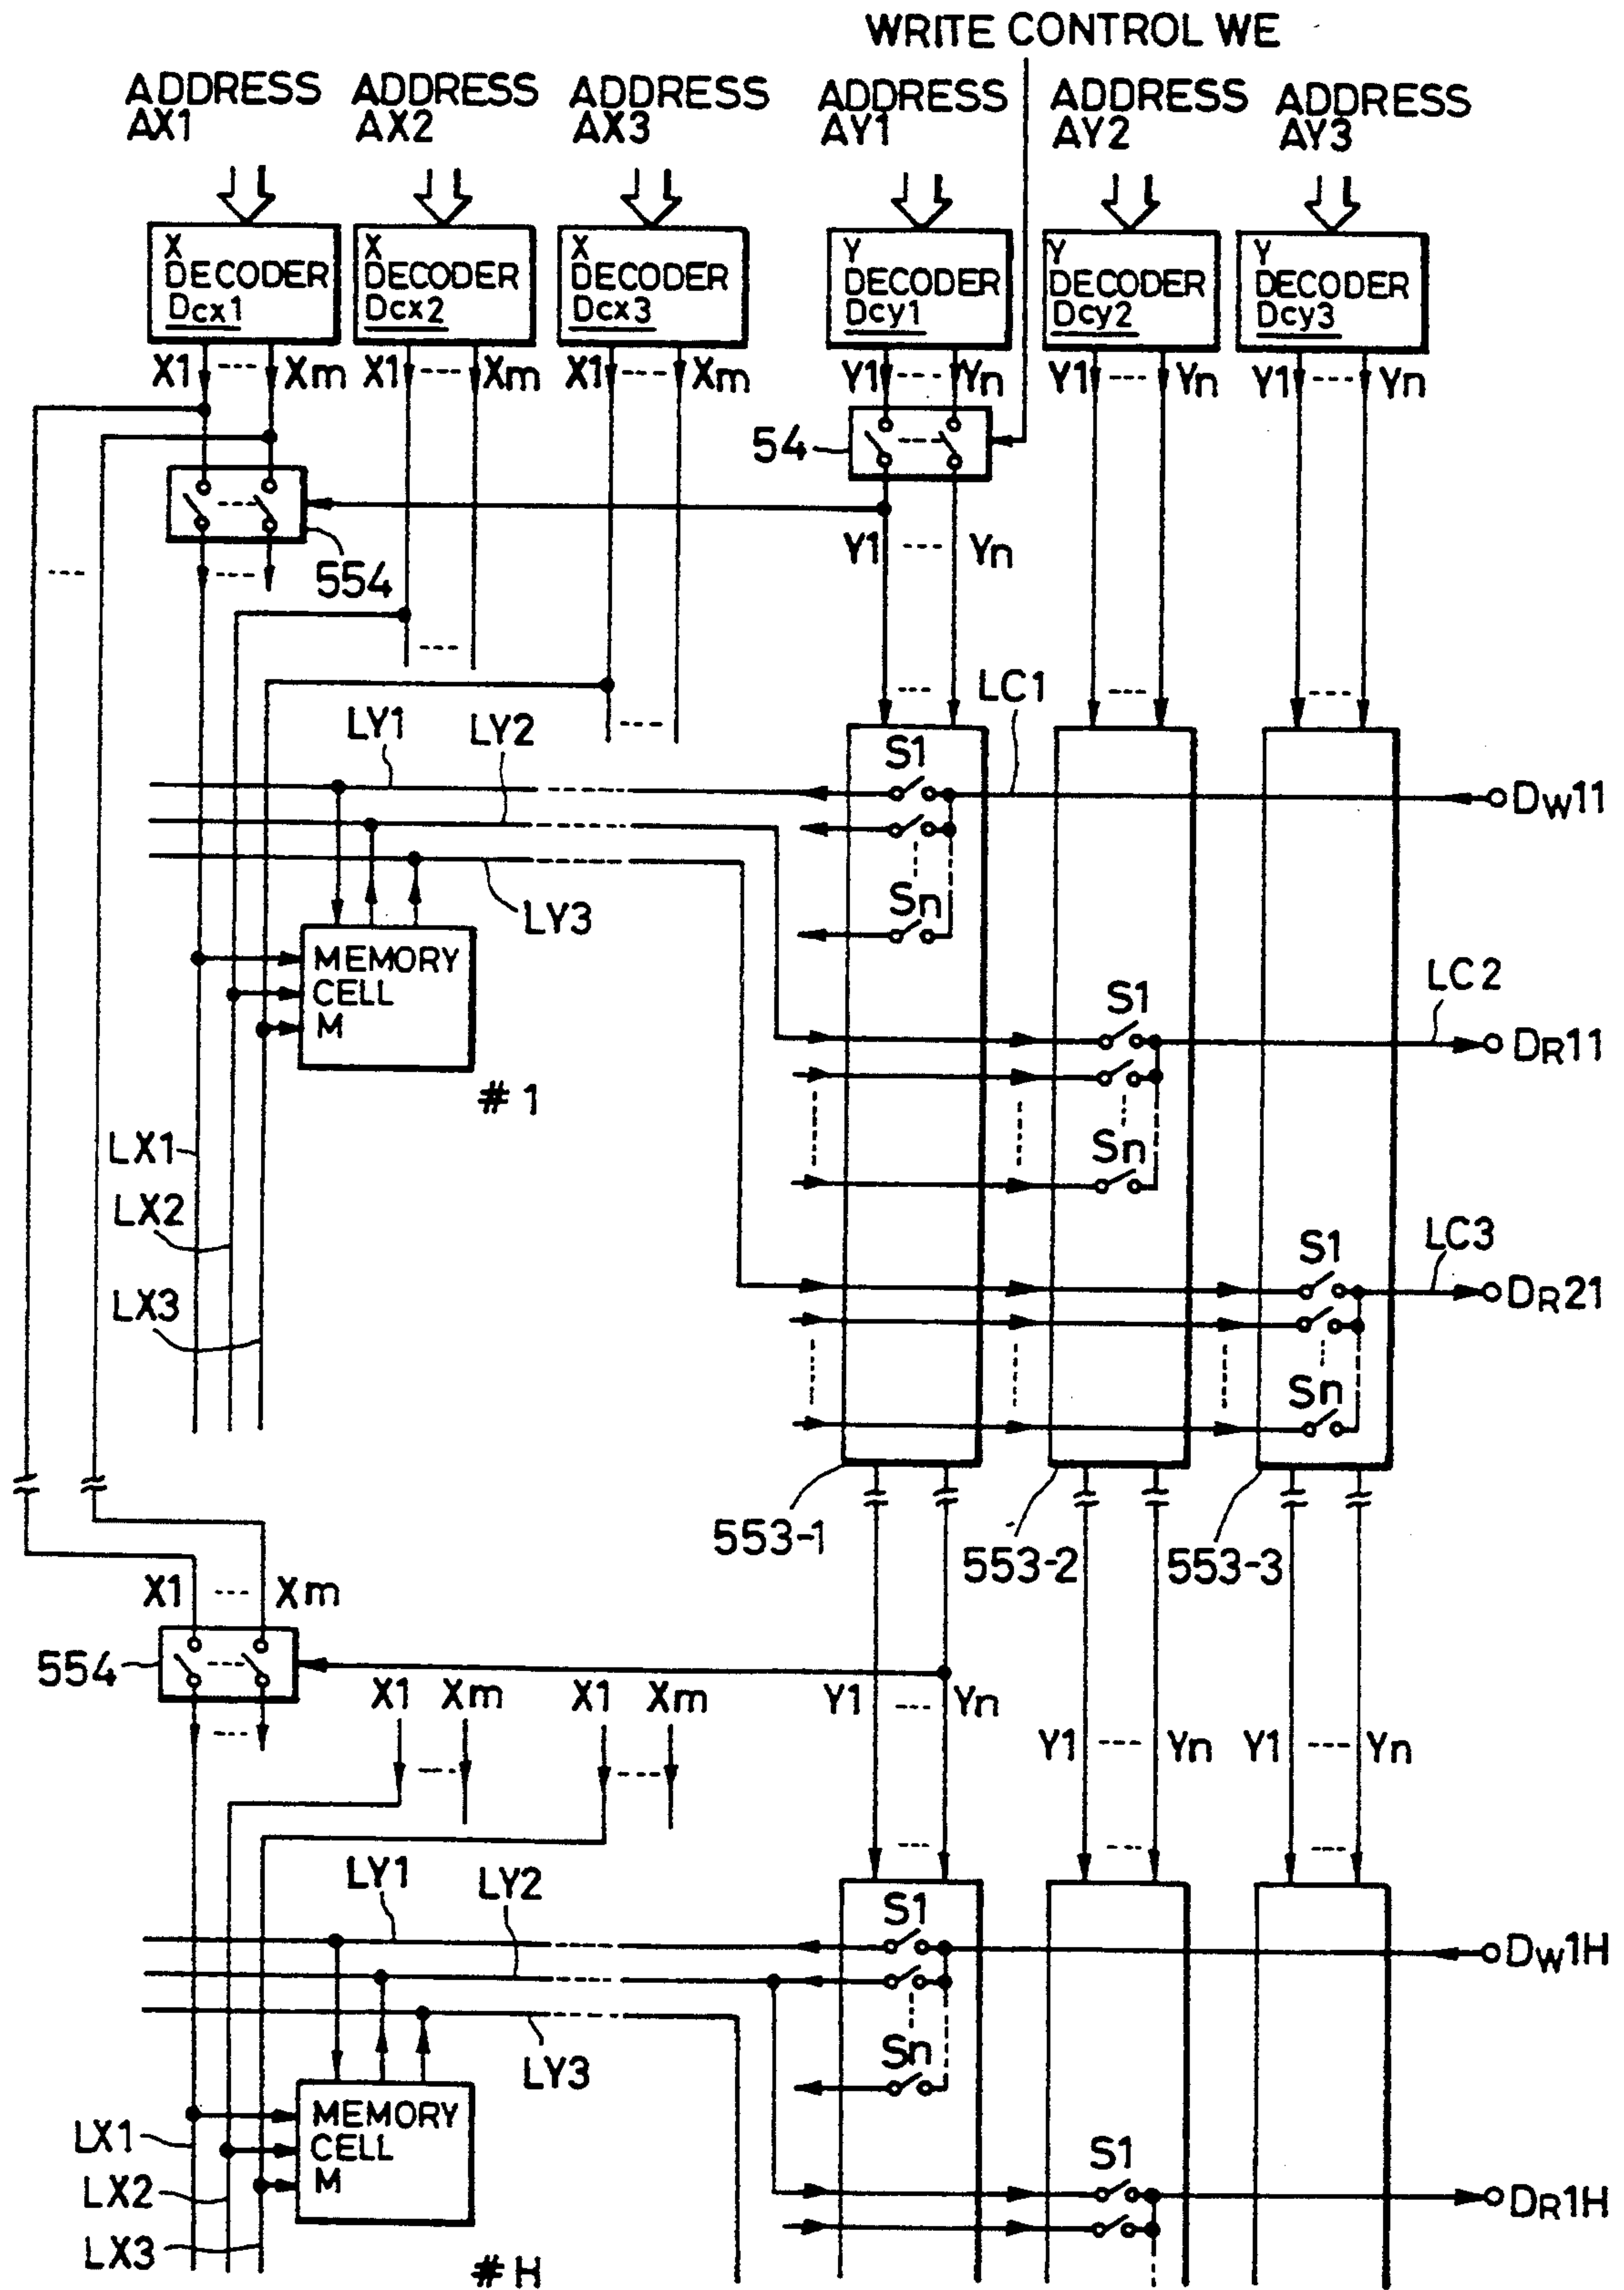 WRITE CONTROL WE
ADDRESS AX1
ADDRESS AX2
ADDRESS AX3
ADDRESS AY1
ADDRESS AY2
ADDRESS AY3
X DECODER Dcx1
X DECODER Dcx2
X DECODER Dcx3
Y DECODER Dcy1
Y DECODER Dcy2
Y DECODER Dcy3
X1 --- Xm X1 --- Xm X1 --- Xm Y1 --- Yn Y1 --- Yn Y1 --- Yn
54
554
Y1 --- Yn
LC1
LY1
LY2
S1
DW11
Sn
LY3
MEMORY
CELL
M
#1
LC2
S1
DR11
LX1
Sn
LX2
LC3
S1
DR21
LX3
Sn
553-1
553-2
553-3
X1 --- Xm
554
X1 Xm X1 Xm
Y1 --- Yn
Y1 --- Yn Y1 --- Yn
LY1
LY2
S1
DW1H
Sn
LY3
MEMORY
CELL
M
LX1
LX2
S1
DR1H
LX3
#H